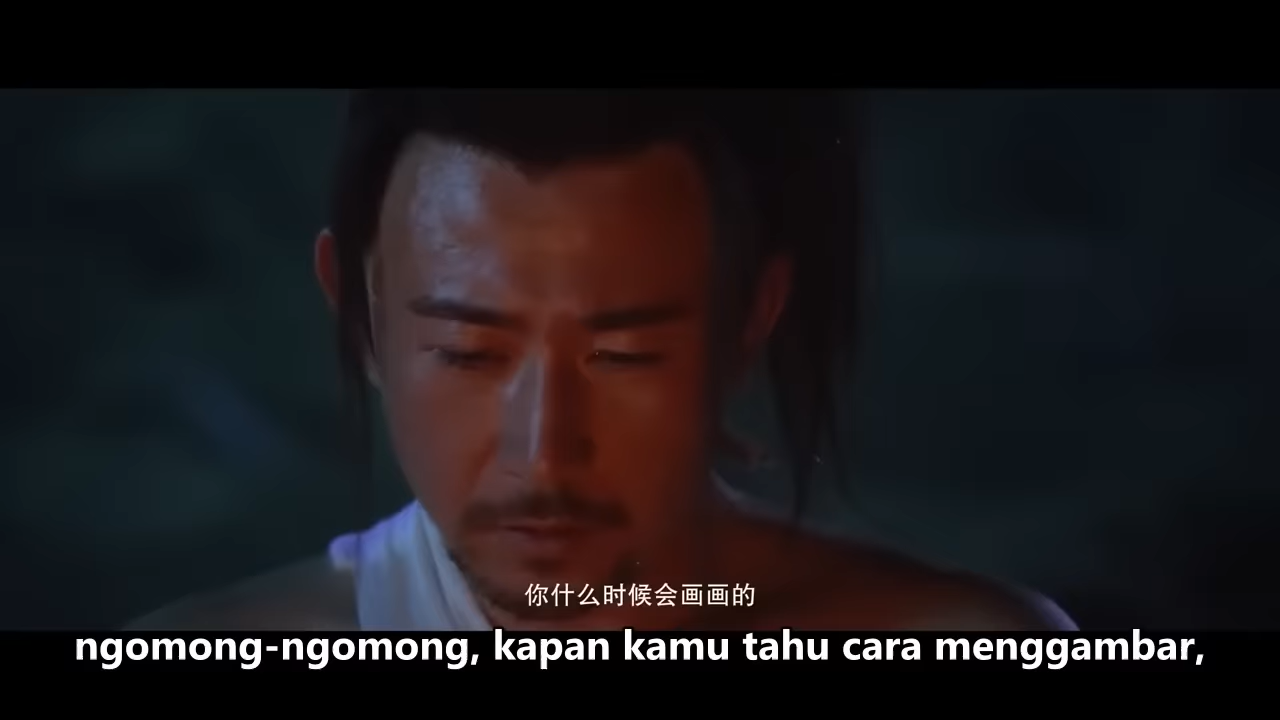 你什么时候会画画的
ngomong-ngomong, kapan kamu tahu cara menggambar,